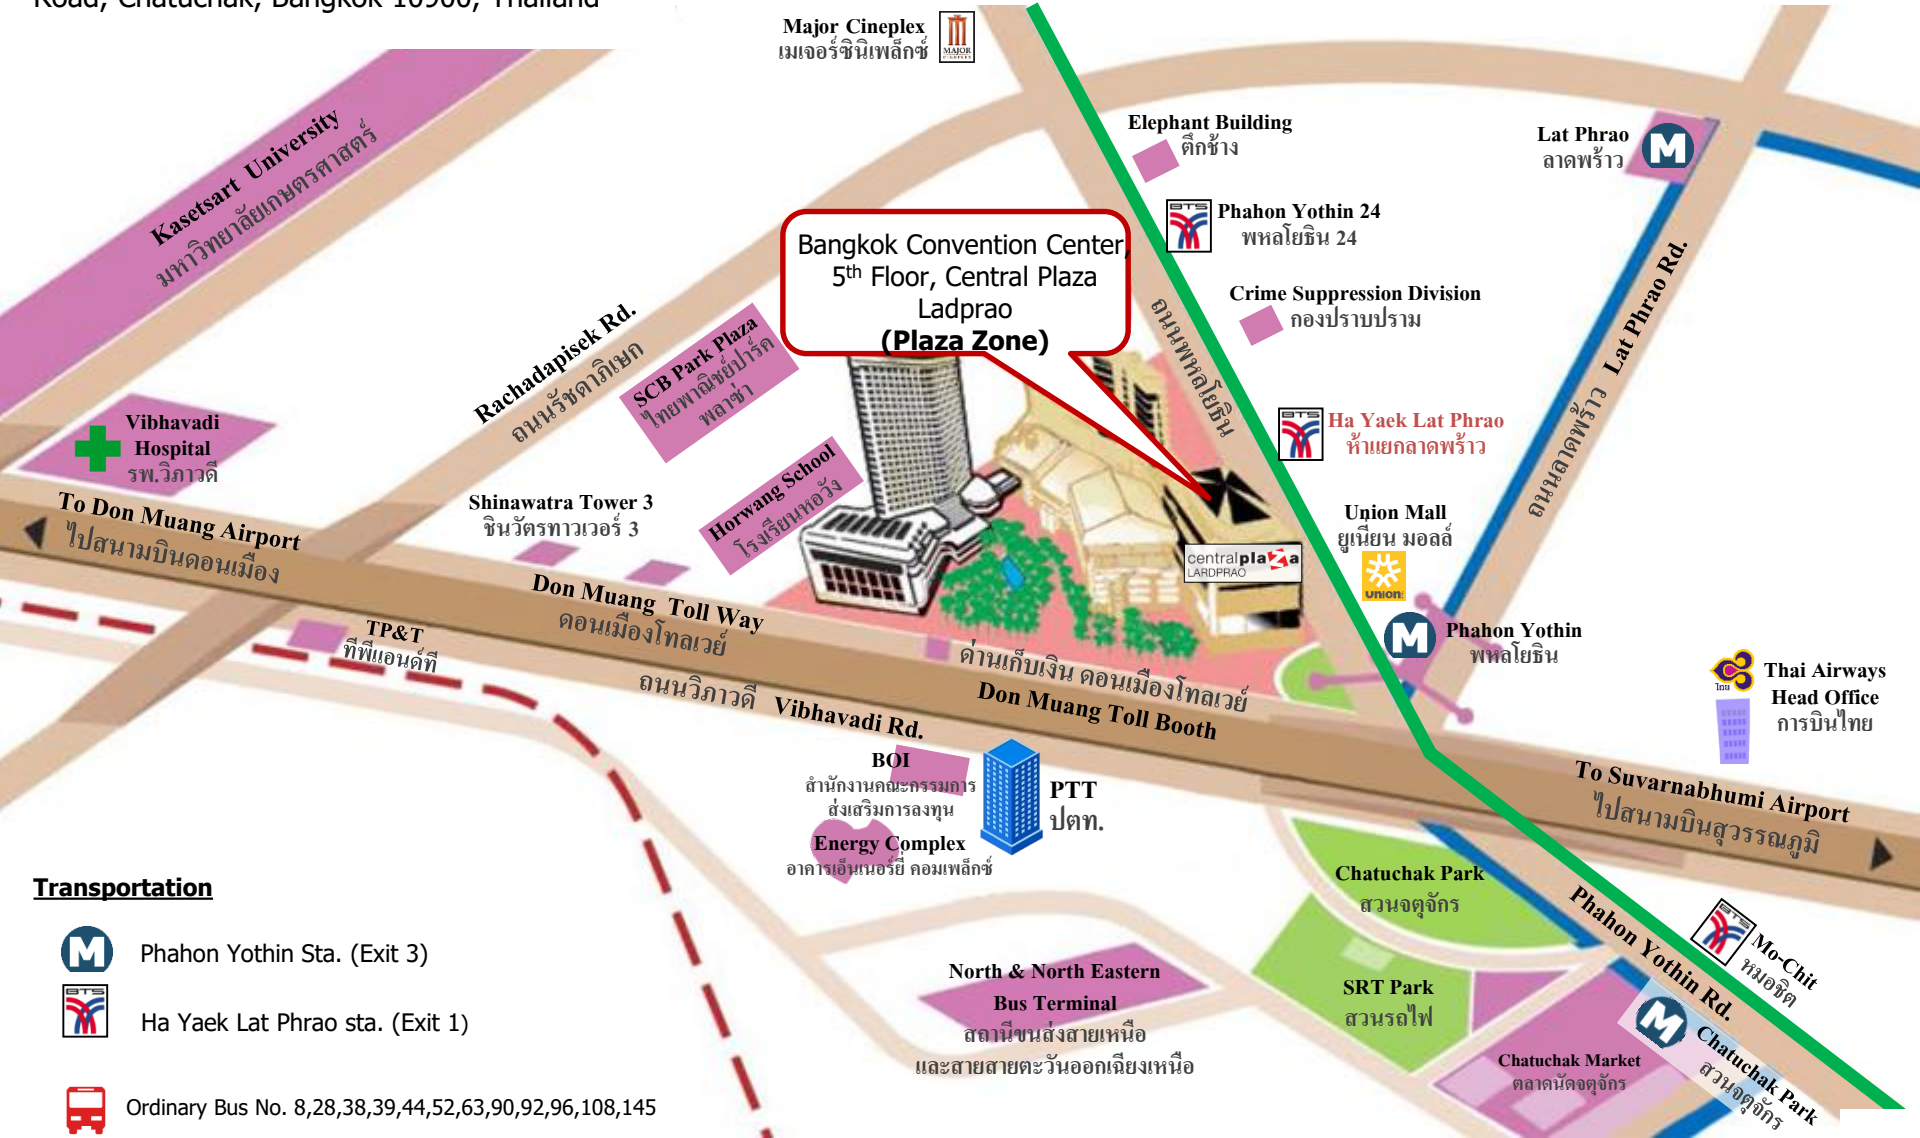 Road, Chatuchak, Bangkok 10900, Thailand
Major Cineplex
เมเจอร์ซินีเพล็กซ์
MAJOR
Kasetsart University
มหาวิทยาลัยเกษตรศาสตร์
Elephant Building
ตึกช้าง
Lat Phrao
ลาดพร้าว
M
BTS
Phahon Yothin 24
พหลโยธิน 24
Bangkok Convention Center,
5th Floor, Central Plaza
Ladprao
(Plaza Zone)
Crime Suppression Division
กองปราบปราม
ถนนพหลโยธิน
Lat Phrao Rd.
ถนนลาดพร้าว
Rachadapisek Rd.
ถนนรัชดาภิเษก
SCB Park Plaza
ไทยพาณิชย์ปาร์ค
พลาซ่า
BTS
Ha Yaek Lat Phrao
ห้าแยกลาดพร้าว
Vibhavadi
Hospital
รพ.วิภาวดี
Horwang School
โรงเรียนหอวัง
Shinawatra Tower 3
ชินวัตรทาวเวอร์ 3
Union Mall
ยูเนี่ยน มอลล์
UNION
centralplaza
LARDPRAO
To Don Muang Airport
ไปสนามบินดอนเมือง
Don Muang Toll Way
ดอนเมืองโทลเวย์
TP&T
ทีพีแอนด์ที
M
Phahon Yothin
พหลโยธิน
ด่านเก็บเงิน ดอนเมืองโทลเวย์
Don Muang Toll Booth
ถนนวิภาวดี Vibhavadi Rd.
ไทย
Thai Airways
Head Office
การบินไทย
BOI
สำนักงานคณะกรรมการ
ส่งเสริมการลงทุน
PTT
ปตท.
Energy Complex
อาคารเอ็นเนอร์ยี่ คอมเพล็กซ์
To Suvarnabhumi Airport
ไปสนามบินสุวรรณภูมิ
Chatuchak Park
สวนจตุจักร
Phahon Yothin Rd.
BTS
Mo-Chit
หมอชิต
North & North Eastern
Bus Terminal
สถานีขนส่งสายเหนือ
และสายสายตะวันออกเฉียงเหนือ
SRT Park
สวนรถไฟ
Chatuchak Market
ตลาดนัดจตุจักร
M
Chatuchak Park
สวนจตุจักร
Transportation
M
Phahon Yothin Sta. (Exit 3)
BTS
Ha Yaek Lat Phrao sta. (Exit 1)
Ordinary Bus No. 8,28,38,39,44,52,63,90,92,96,108,145